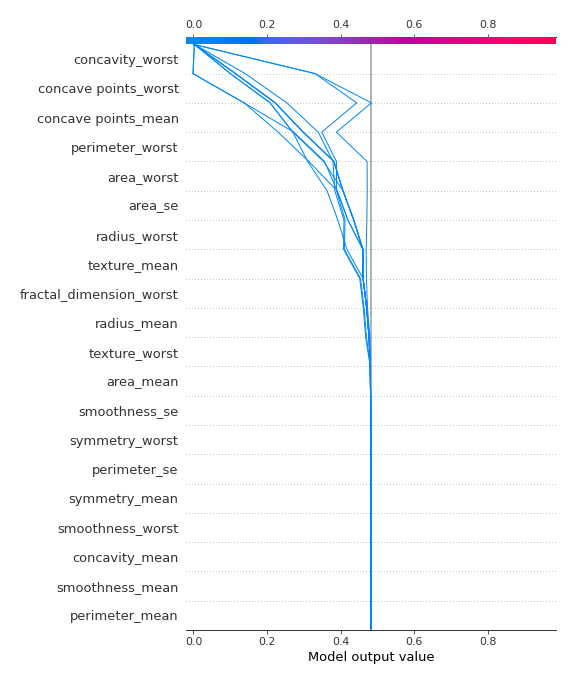 0.0 0.2 0.4 0.6 0.8
concavity_worst
concave points_worst
concave points_mean
perimeter_worst
area_worst
area_se
radius_worst
texture_mean
fractal_dimension_worst
radius_mean
texture_worst
area_mean
smoothness_se
symmetry_worst
perimeter_se
symmetry_mean
smoothness_worst
concavity_mean
smoothness_mean
perimeter_mean
0.0 0.2 0.4 0.6 0.8
Model output value